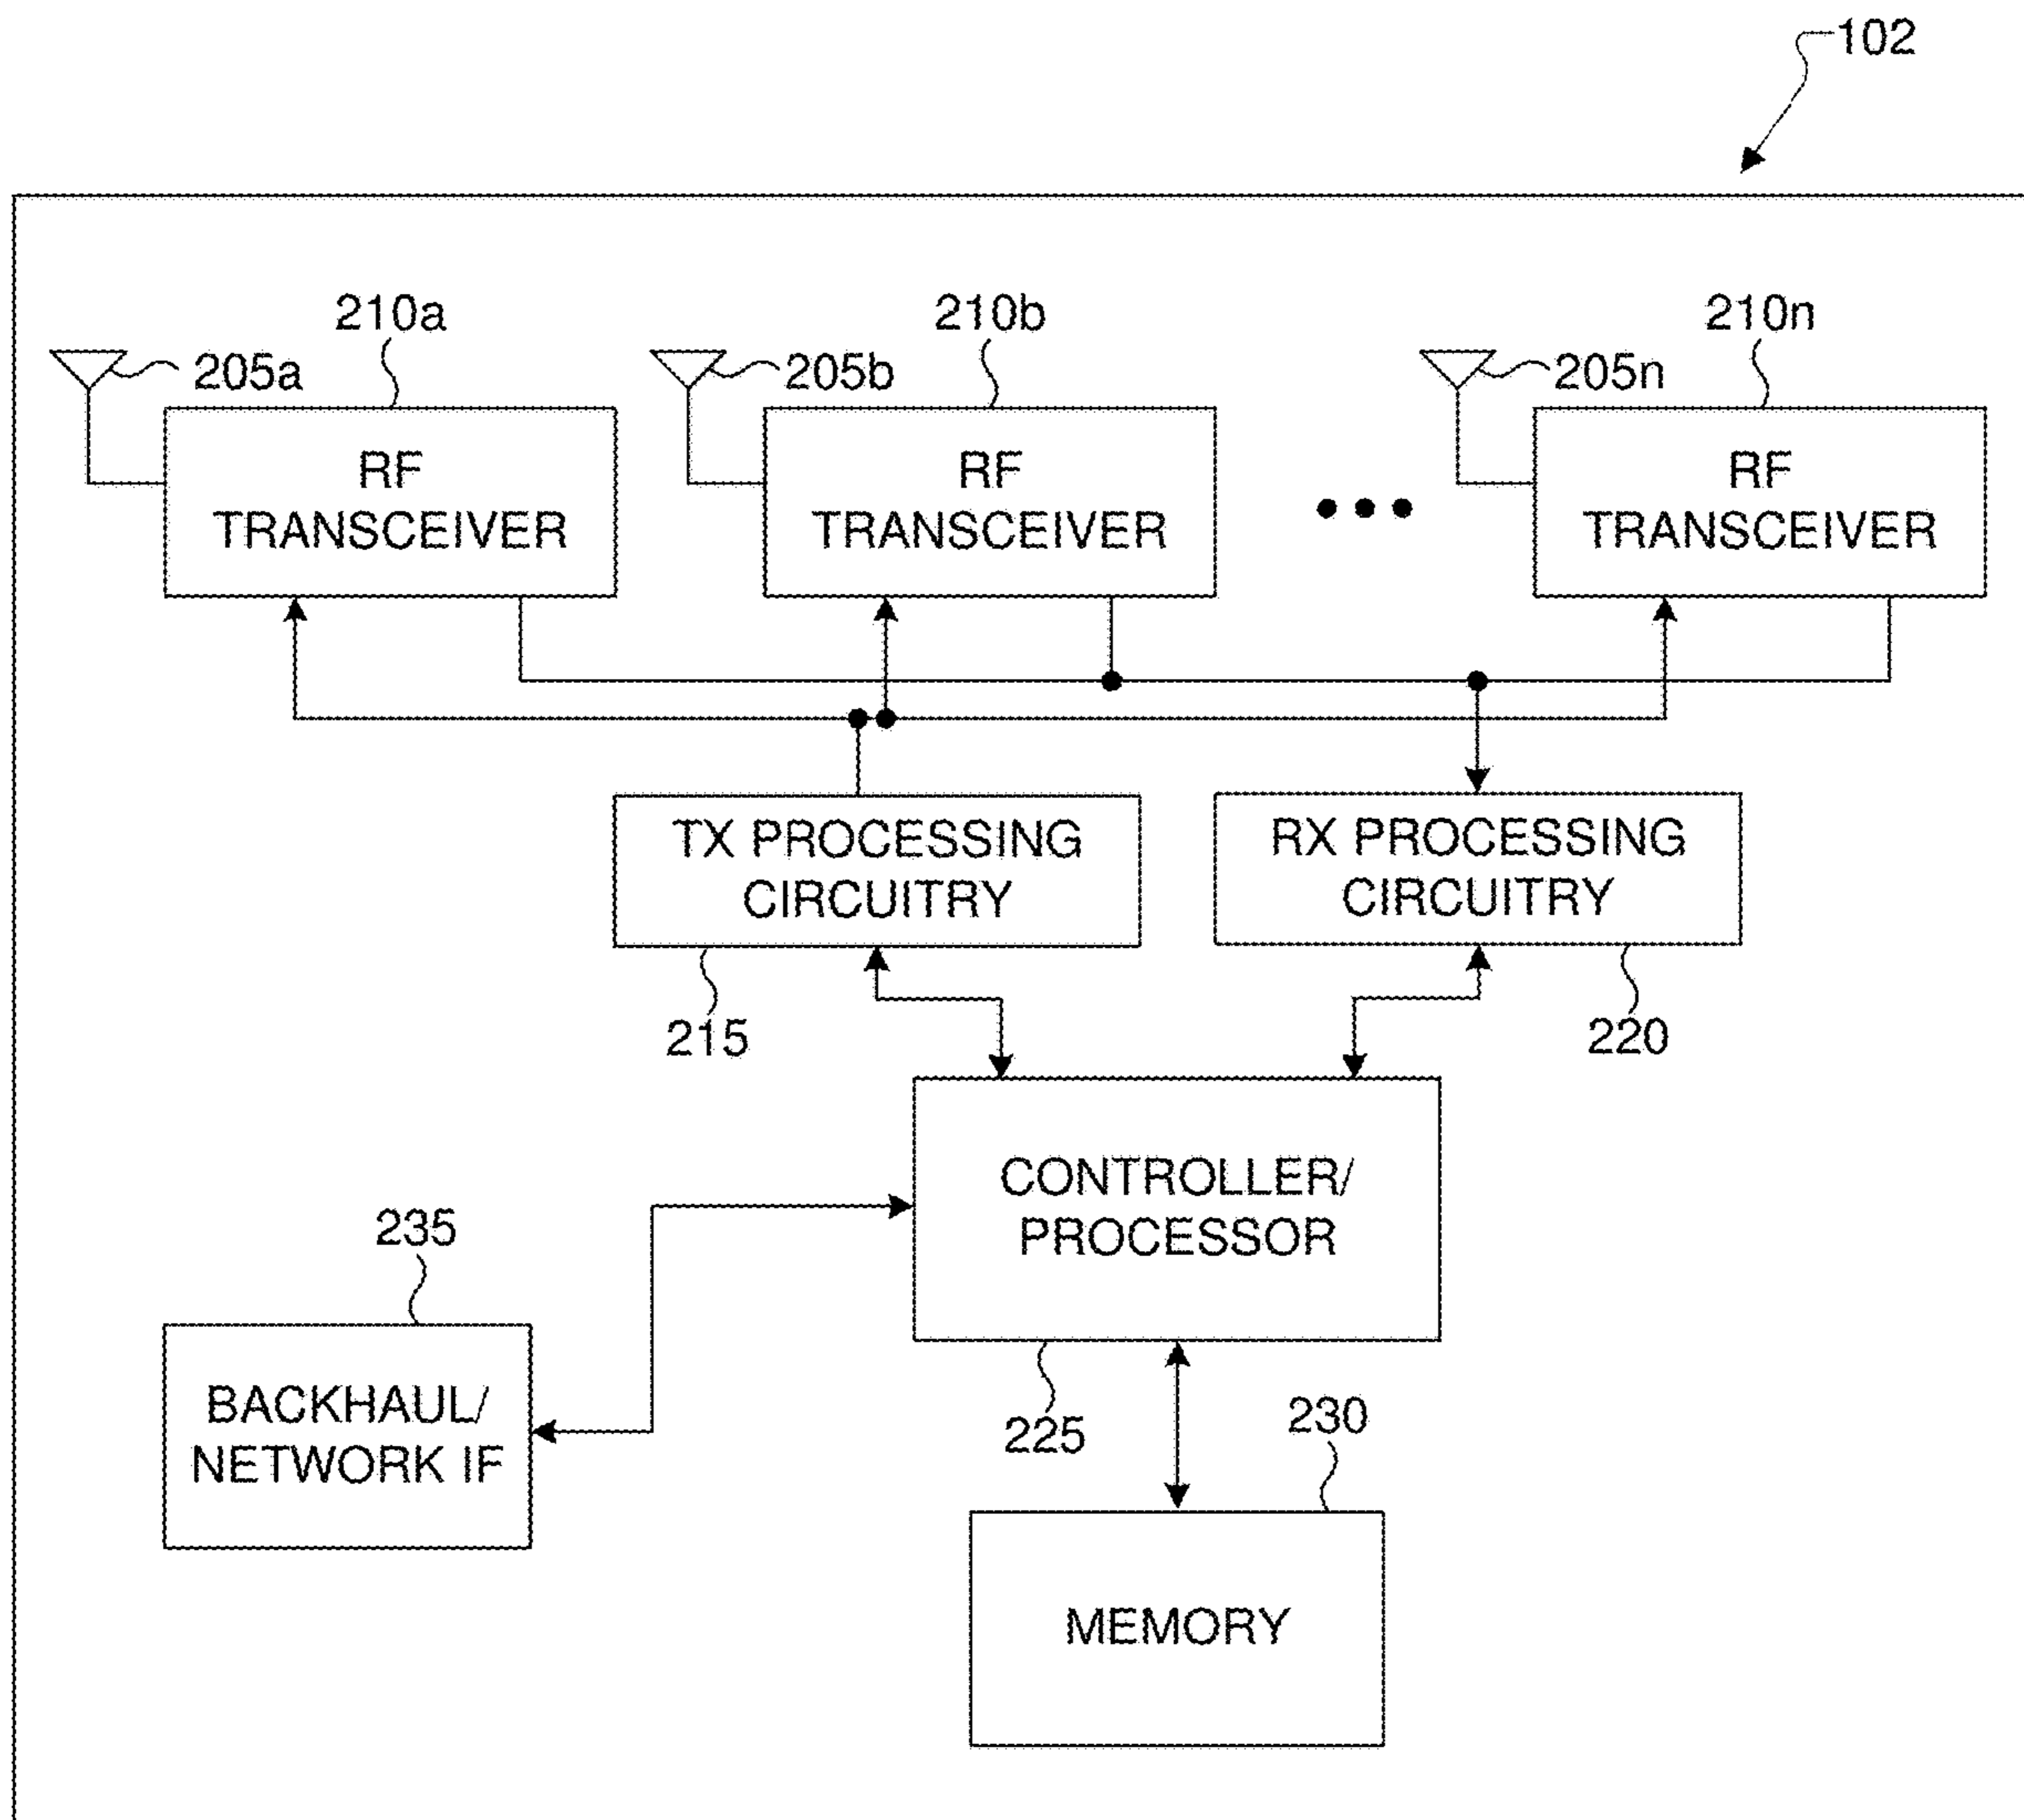 102
210a
210b
210n
205a
205b
205n
RF
TRANSCEIVER
RF
TRANSCEIVER
RF
TRANSCEIVER
TX PROCESSING
CIRCUITRY
RX PROCESSING
CIRCUITRY
215
220
CONTROLLER/
PROCESSOR
235
BACKHAUL/
NETWORK IF
225
230
MEMORY